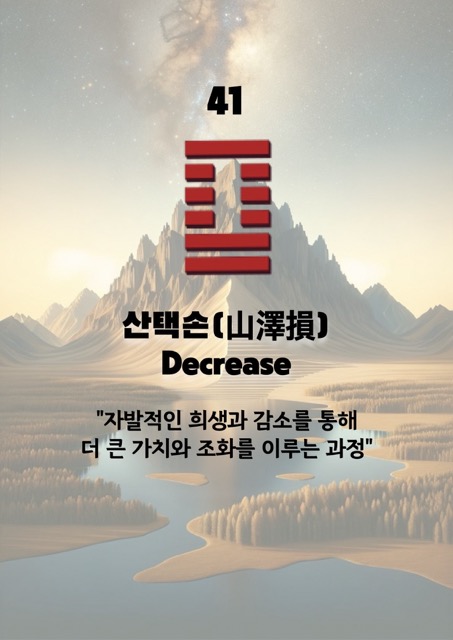 41
산택손(山澤損)
Decrease
"자발적인 희생과 감소를 통해
더 큰 가치와 조화를 이루는 과정"